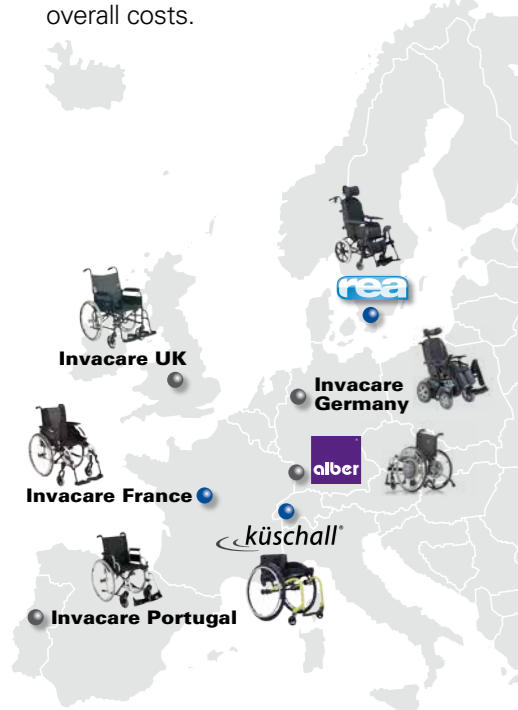 overall costs.
rea
Invacare UK
Invacare
Germany
alber
Invacare France
küschall®
Invacare Portugal